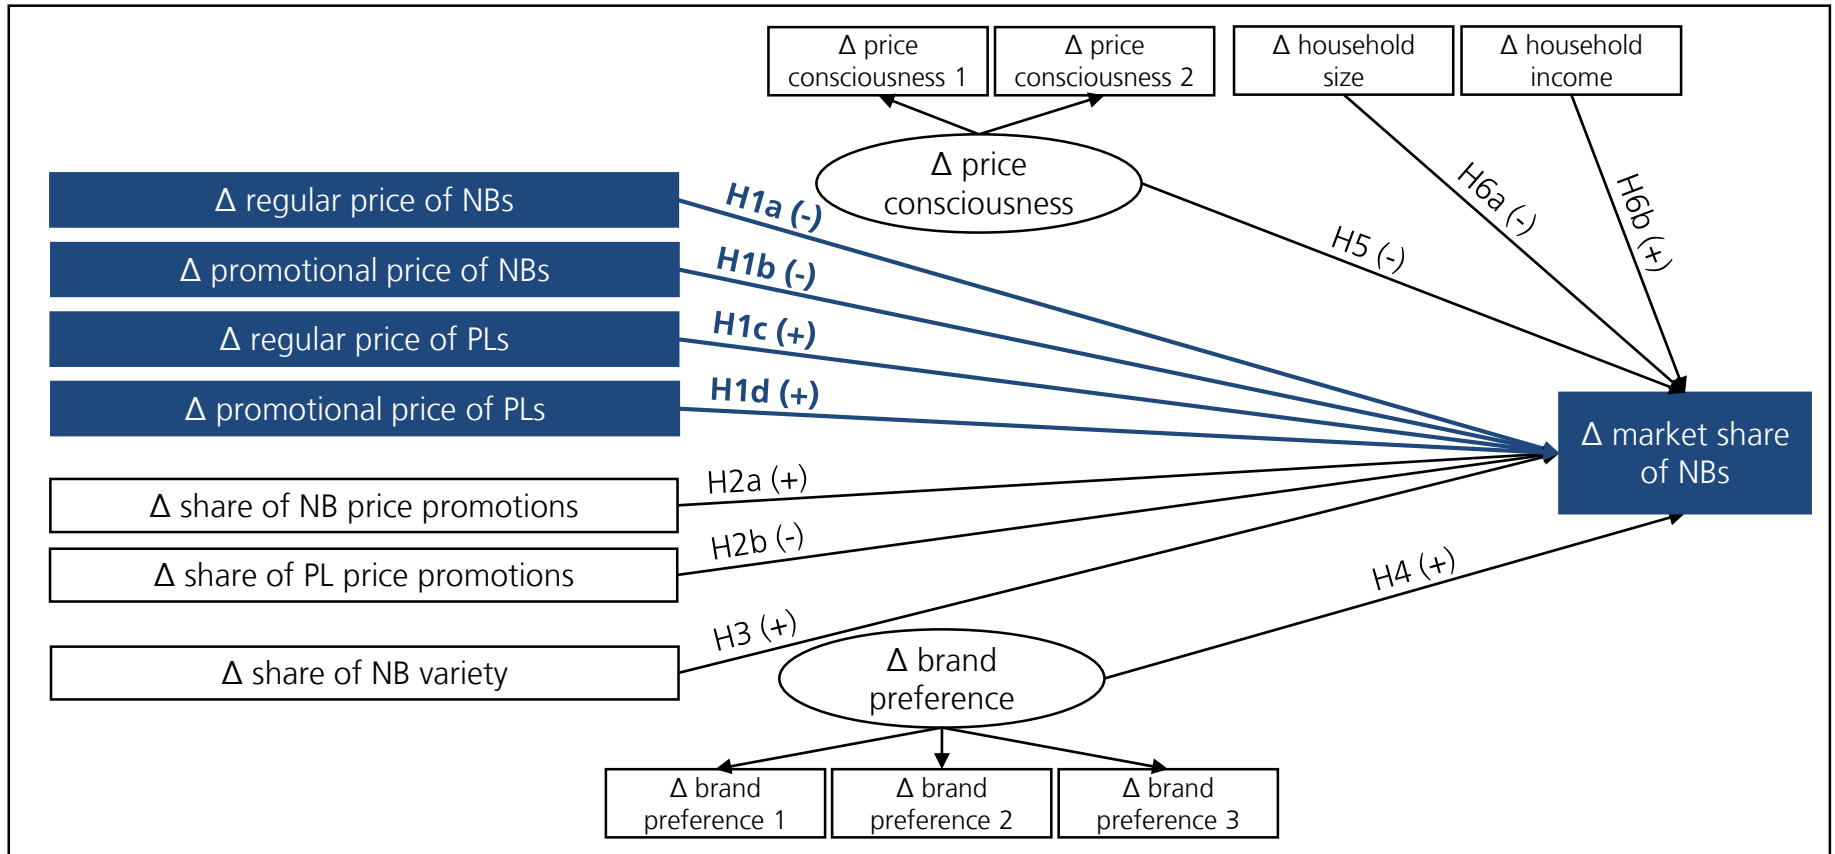 Δ price
consciousness 1
Δ price
consciousness 2
Δ household
size
Δ household
income
Δ price
consciousness
Δ regular price of NBs
H1a (-)
Δ promotional price of NBs
H1b (-)
Δ regular price of PLs
H1c (+)
Δ promotional price of PLs
H1d (+)
H5 (-)
H6a (-)
H6b (+)
Δ market share
of NBs
Δ share of NB price promotions
H2a (+)
Δ share of PL price promotions
H2b (-)
Δ share of NB variety
H3 (+)
H4 (+)
Δ brand
preference
Δ brand
preference 1
Δ brand
preference 2
Δ brand
preference 3